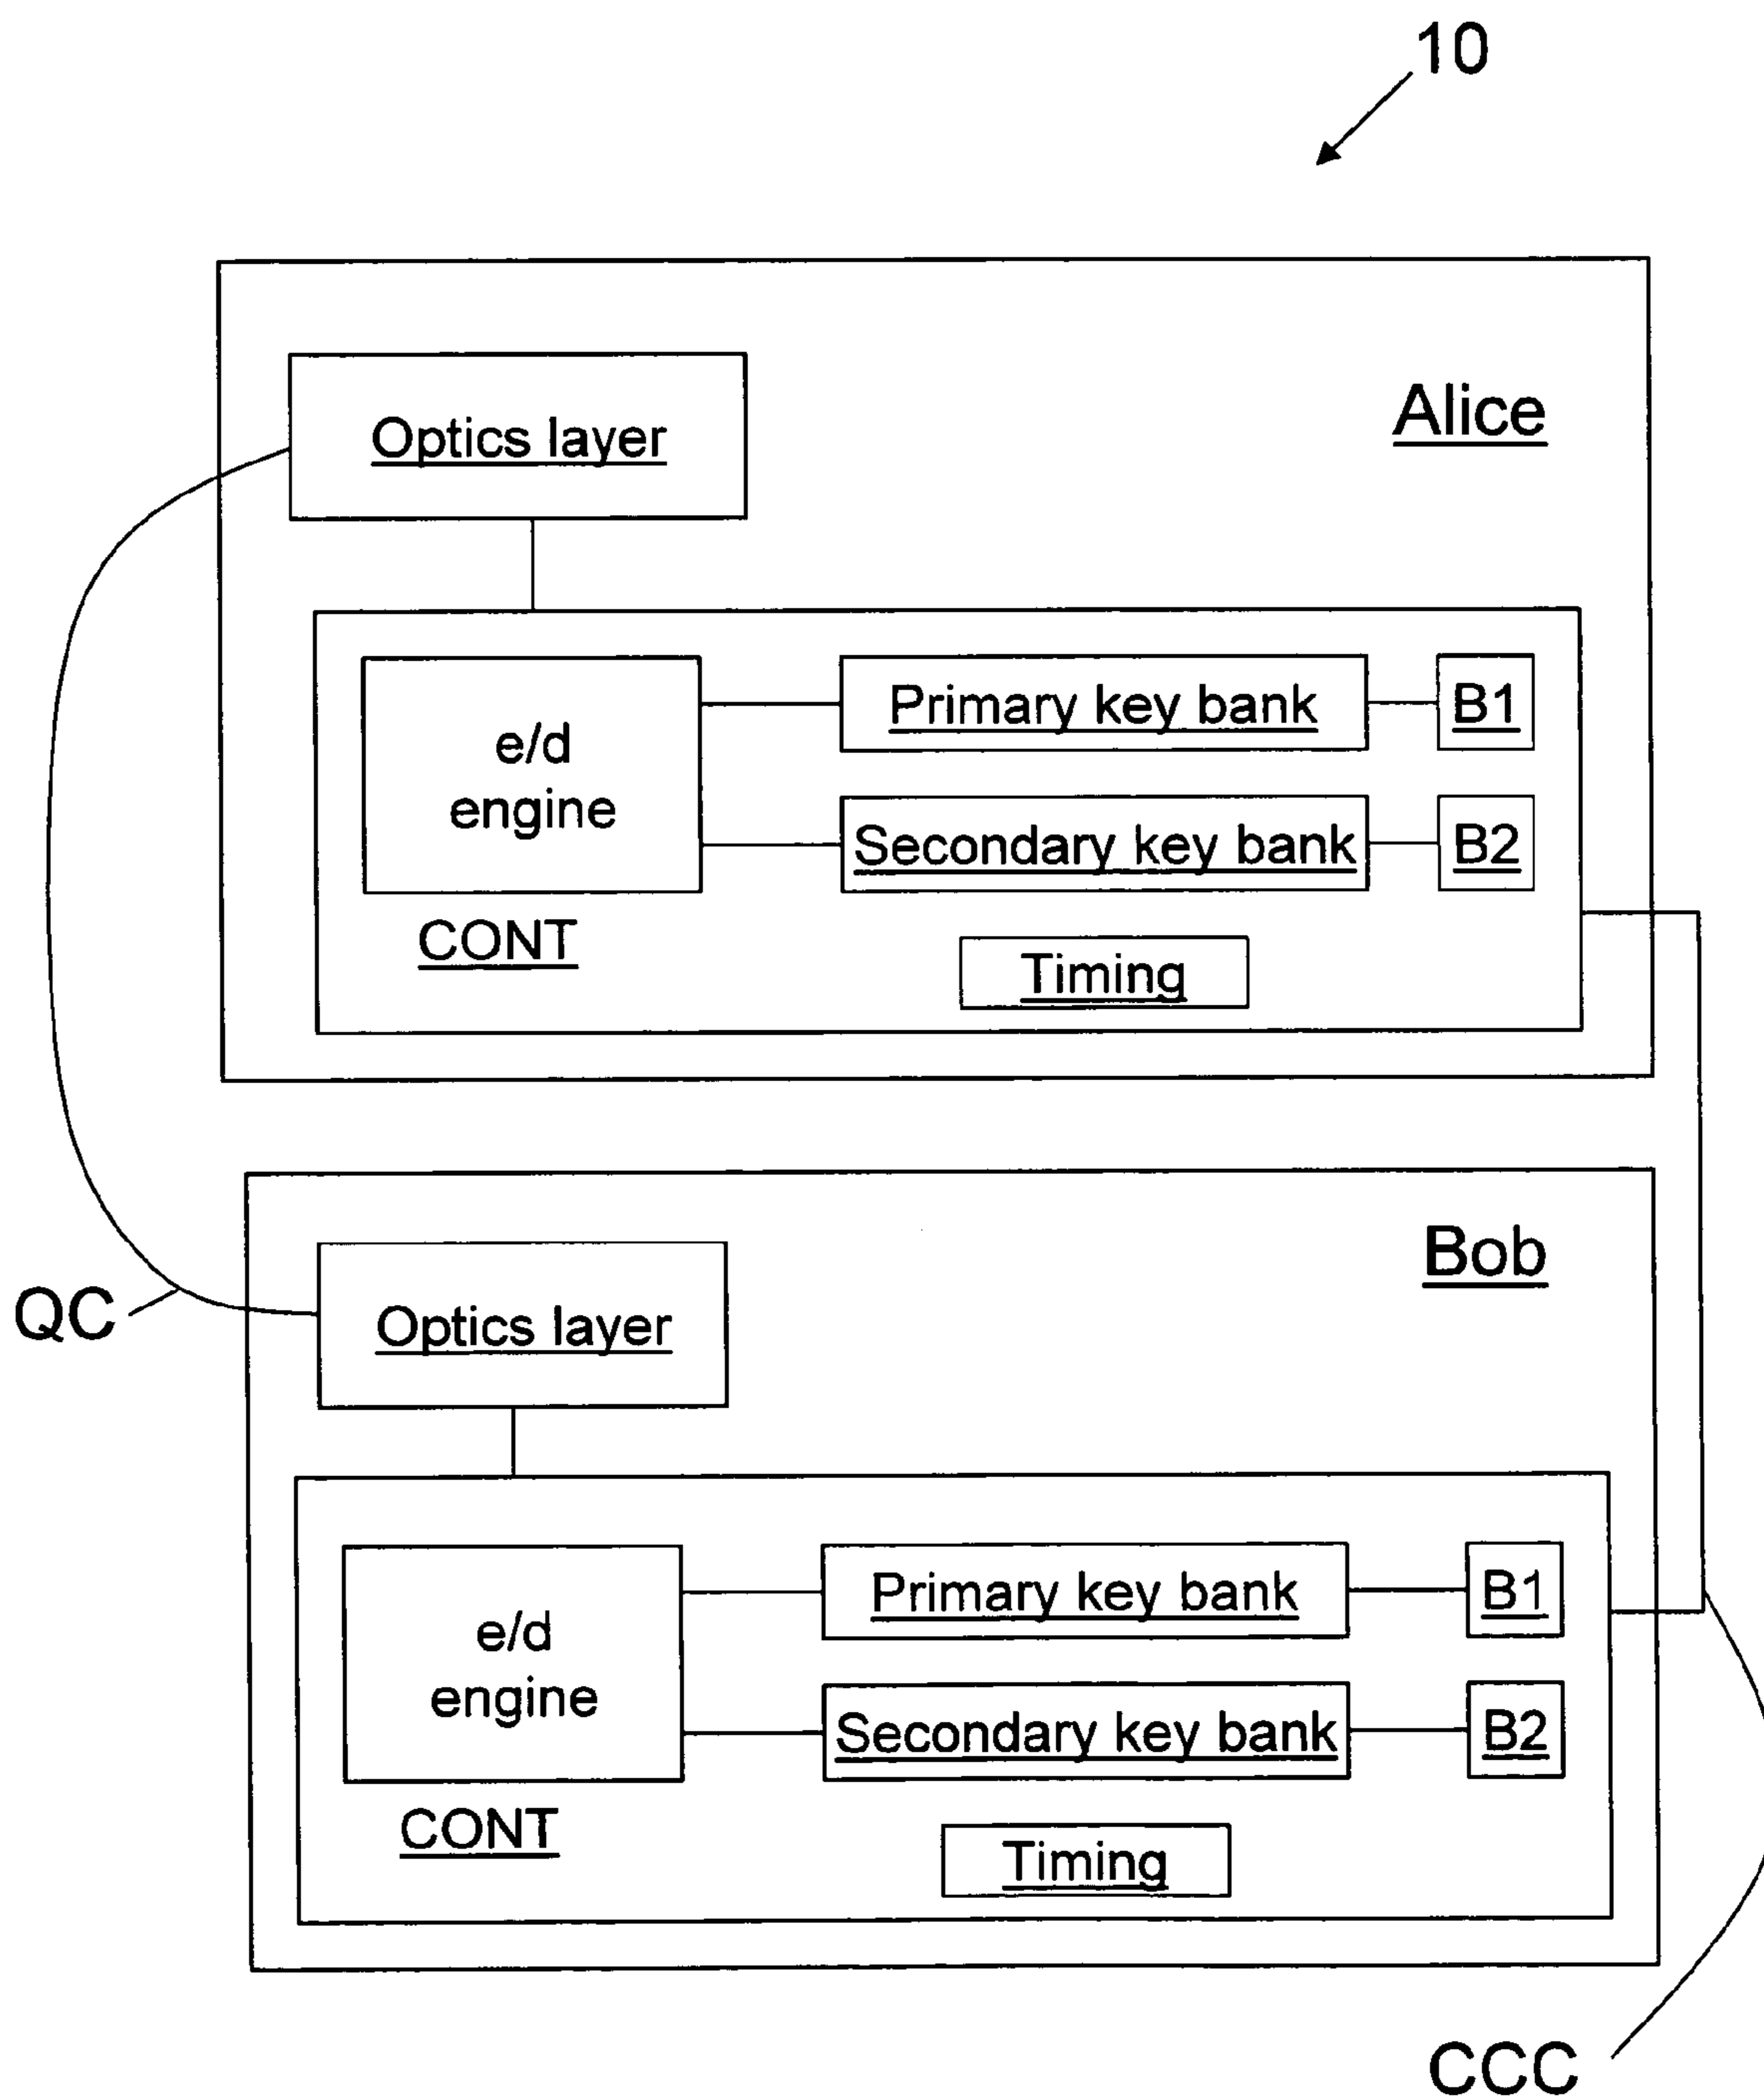 10
Alice
Optics layer
e/d
engine
Primary key bank
B1
Secondary key bank
B2
CONT
Timing
Bob
QC
Optics layer
e/d
engine
Primary key bank
B1
Secondary key bank
B2
CONT
Timing
CCC